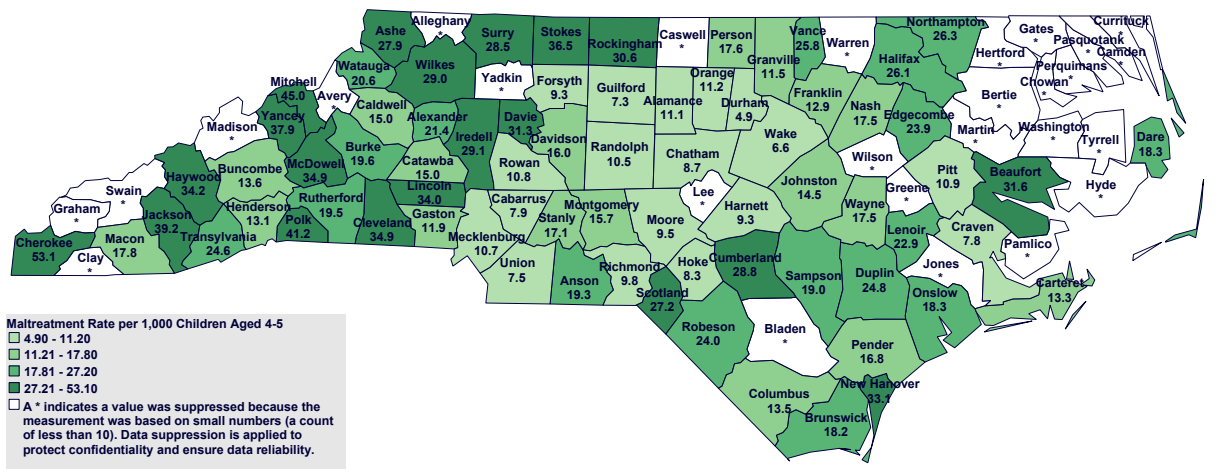 Alleghany
*
Ashe
27.9
Surry
28.5
Stokes
36.5
Rockingham
30.6
Caswell
*
Person
17.6
Vance
25.8
Warren
*
Northampton
26.3
Gates
*
Currituck
*
Pasquotank
*
Camden
*
Hertford
*
Perquimans
*
Chowan
*
Granville
11.5
Halifax
26.1
Watauga
20.6
Wilkes
29.0
Yadkin
*
Forsyth
9.3
Guilford
7.3
Orange
11.2
Alamance
11.1
Durham
4.9
Franklin
12.9
Bertie
*
Mitchell
45.0
Avery
*
Caldwell
15.0
Alexander
21.4
Iredell
29.1
Davie
31.3
Davidson
16.0
Randolph
10.5
Chatham
8.7
Wake
6.6
Nash
17.5
Edgecombe
23.9
Martin
*
Washington
*
Tyrrell
*
Dare
18.3
Madison
*
Yancey
37.9
Burke
19.6
Catawba
15.0
Rowan
10.8
Wilson
*
Pitt
10.9
Beaufort
31.6
Hyde
*
Buncombe
13.6
McDowell
34.9
Haywood
34.2
Swain
*
Graham
*
Lincoln
34.0
Rutherford
19.5
Cabarrus
7.9
Montgomery
15.7
Lee
*
Harnett
9.3
Johnston
14.5
Greene
*
Wayne
17.5
Jackson
39.2
Henderson
13.1
Polk
41.2
Cleveland
34.9
Gaston
11.9
Stanly
17.1
Moore
9.5
Lenoir
22.9
Craven
7.8
Pamlico
*
Cherokee
53.1
Clay
*
Macon
17.8
Transylvania
24.6
Mecklenburg
10.7
Union
7.5
Anson
19.3
Richmond
9.8
Hoke
8.3
Cumberland
28.8
Sampson
19.0
Duplin
24.8
Jones
*
Carteret
13.3
Scotland
27.2
Onslow
18.3
Robeson
24.0
Bladen
*
Pender
16.8
Columbus
13.5
New Hanover
33.1
Brunswick
18.2
Maltreatment Rate per 1,000 Children Aged 4-5
4.90 - 11.20
11.21 - 17.80
17.81 - 27.20
27.21 - 53.10
A * indicates a value was suppressed because the
measurement was based on small numbers (a count
of less than 10). Data suppression is applied to
protect confidentiality and ensure data reliability.